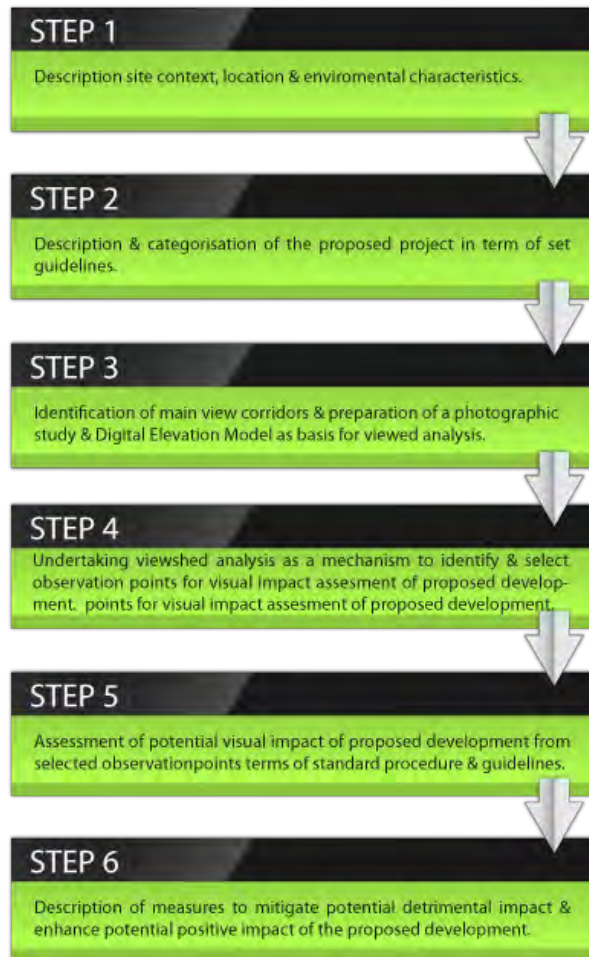 STEP 1
Description site context, location & enviromental characteristics.
STEP 2
Description & categorisation of the proposed project in term of set
guidelines.
STEP 3
Identification of main view corridors & preparation of a photographic
study & Digital Elevation Model as basis for viewed analysis.
STEP 4
Undertaking viewshed analysis as a mechanism to identify & select
observation points for visual impact assesment of proposed develop-
ment. points for visual impact assesment of proposed development.
STEP 5
Assessment of potential visual impact of proposed development from
selected observationpoints terms of standard procedure & guidelines.
STEP 6
Description of measures to mitigate potential detrimental impact &
enhance potential positive impact of the proposed development.